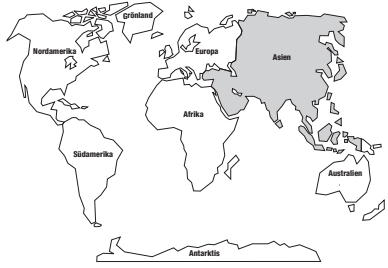 Grönland
Nordamerika
Europa
Asien
Afrika
Südamerika
Australien
Antarktis